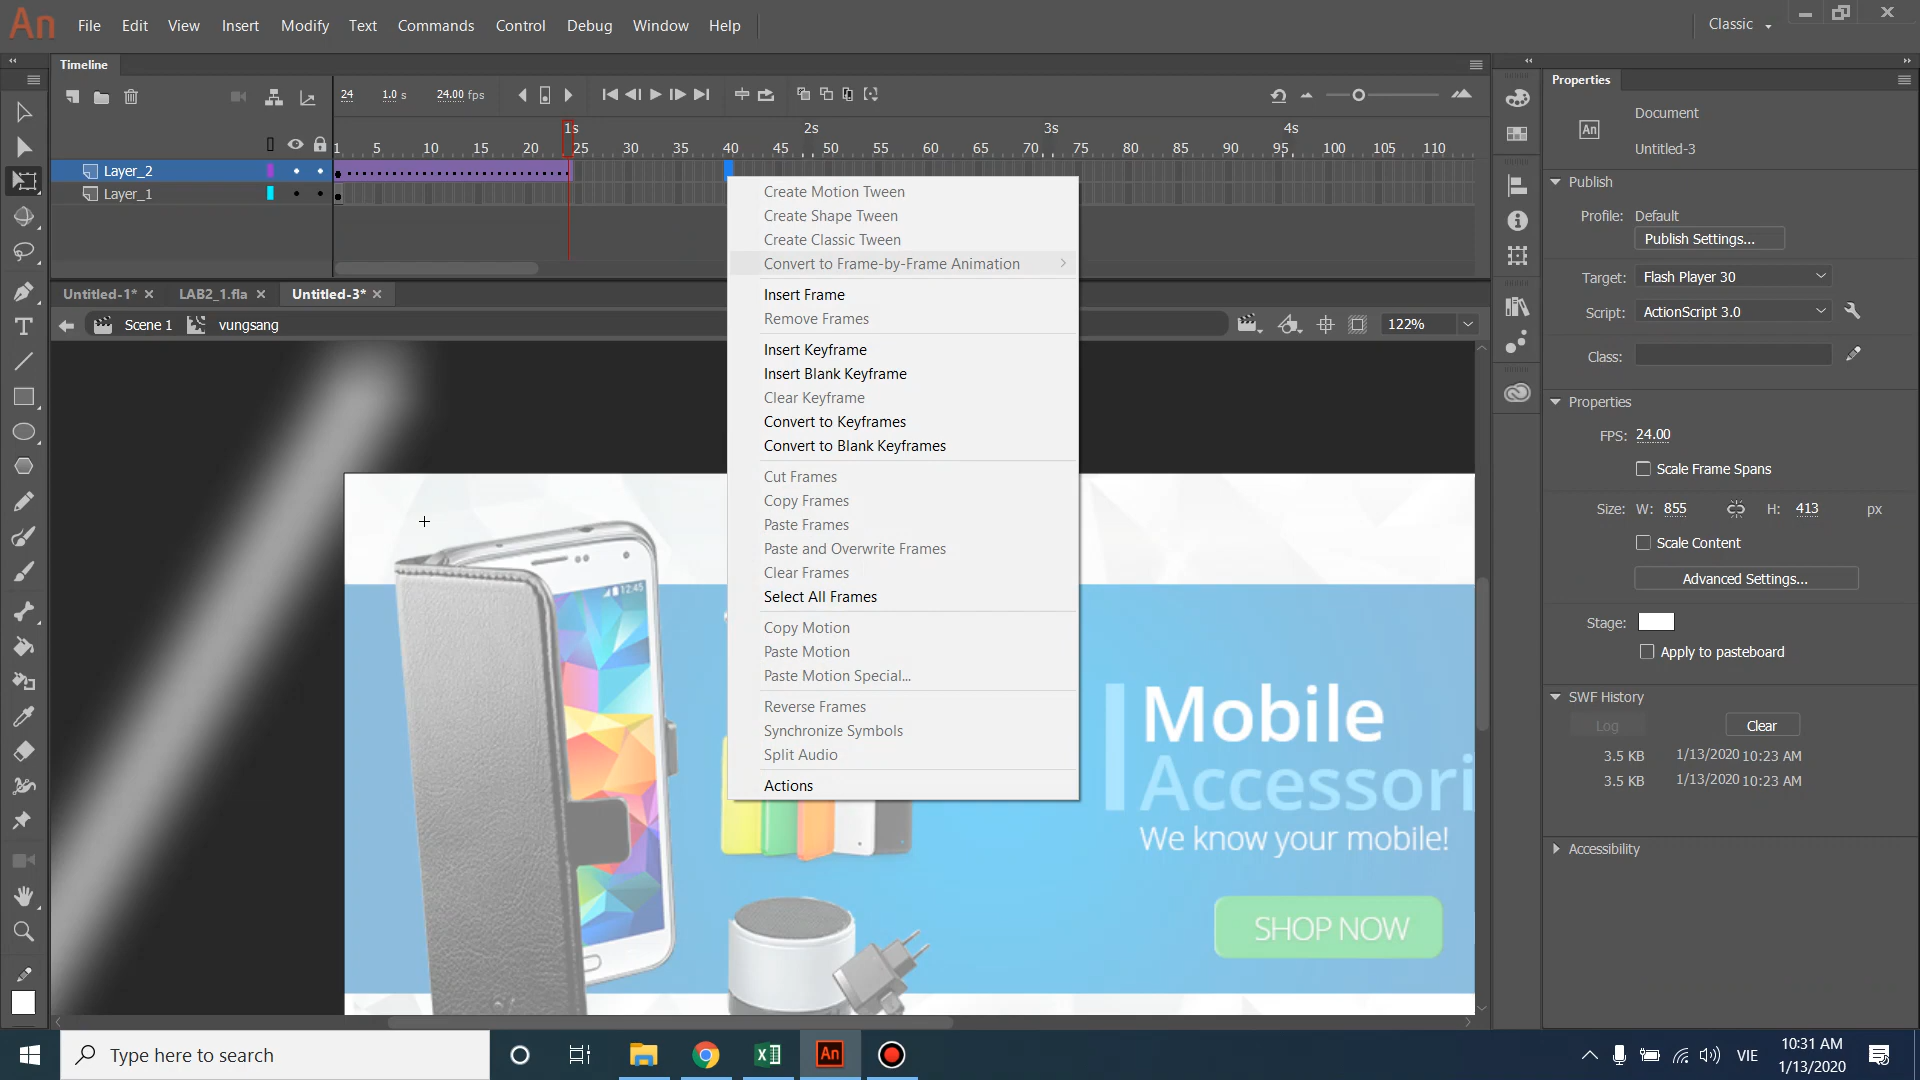 An File Edit View Insert Modify Text Commands Control Debug Window Help Classic
Timeline
24 1.0 s 24.00 fps
1s 2s 3s 4s
1 5 10 15 20 25 30 35 40 45 50 55 60 65 70 75 80 85 90 95 100 105 110
Layer_2
Layer_1
Untitled-1* LAB2_1.fla Untitled-3*
Scene 1 vungsang 122%
Create Motion Tween
Create Shape Tween
Create Classic Tween
Convert to Frame-by-Frame Animation
Insert Frame
Remove Frames
Insert Keyframe
Insert Blank Keyframe
Clear Keyframe
Convert to Keyframes
Convert to Blank Keyframes
Cut Frames
Copy Frames
Paste Frames
Paste and Overwrite Frames
Clear Frames
Select All Frames
Copy Motion
Paste Motion
Paste Motion Special...
Reverse Frames
Synchronize Symbols
Split Audio
Actions
12:45
Mobile
Accessori
We know your mobile!
SHOP NOW
Properties
An Document
Untitled-3
Publish
Profile: Default
Publish Settings...
Target: Flash Player 30
Script: ActionScript 3.0
Class:
Properties
FPS: 24.00
Scale Frame Spans
Size: W: 855 H: 413 px
Scale Content
Advanced Settings...
Stage:
Apply to pasteboard
SWF History
Log Clear
3.5 KB 1/13/2020 10:23 AM
3.5 KB 1/13/2020 10:23 AM
Accessibility
Type here to search
An
VIE
10:31 AM
1/13/2020